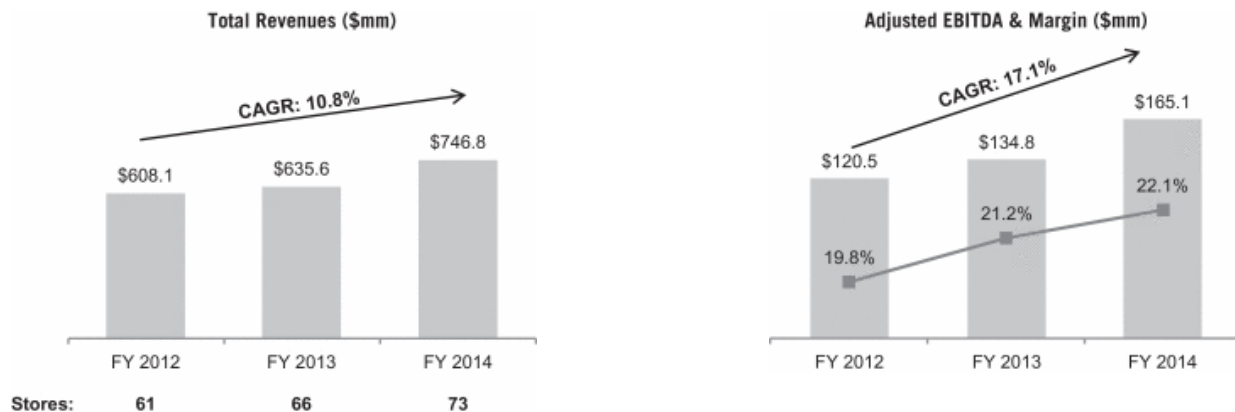 Total Revenues ($mm)
CAGR: 10.8%
$608.1
$635.6
$746.8
FY 2012 FY 2013 FY 2014
Stores: 61 66 73
Adjusted EBITDA & Margin ($mm)
CAGR: 17.1%
$120.5
$134.8
$165.1
19.8%
21.2%
22.1%
FY 2012 FY 2013 FY 2014